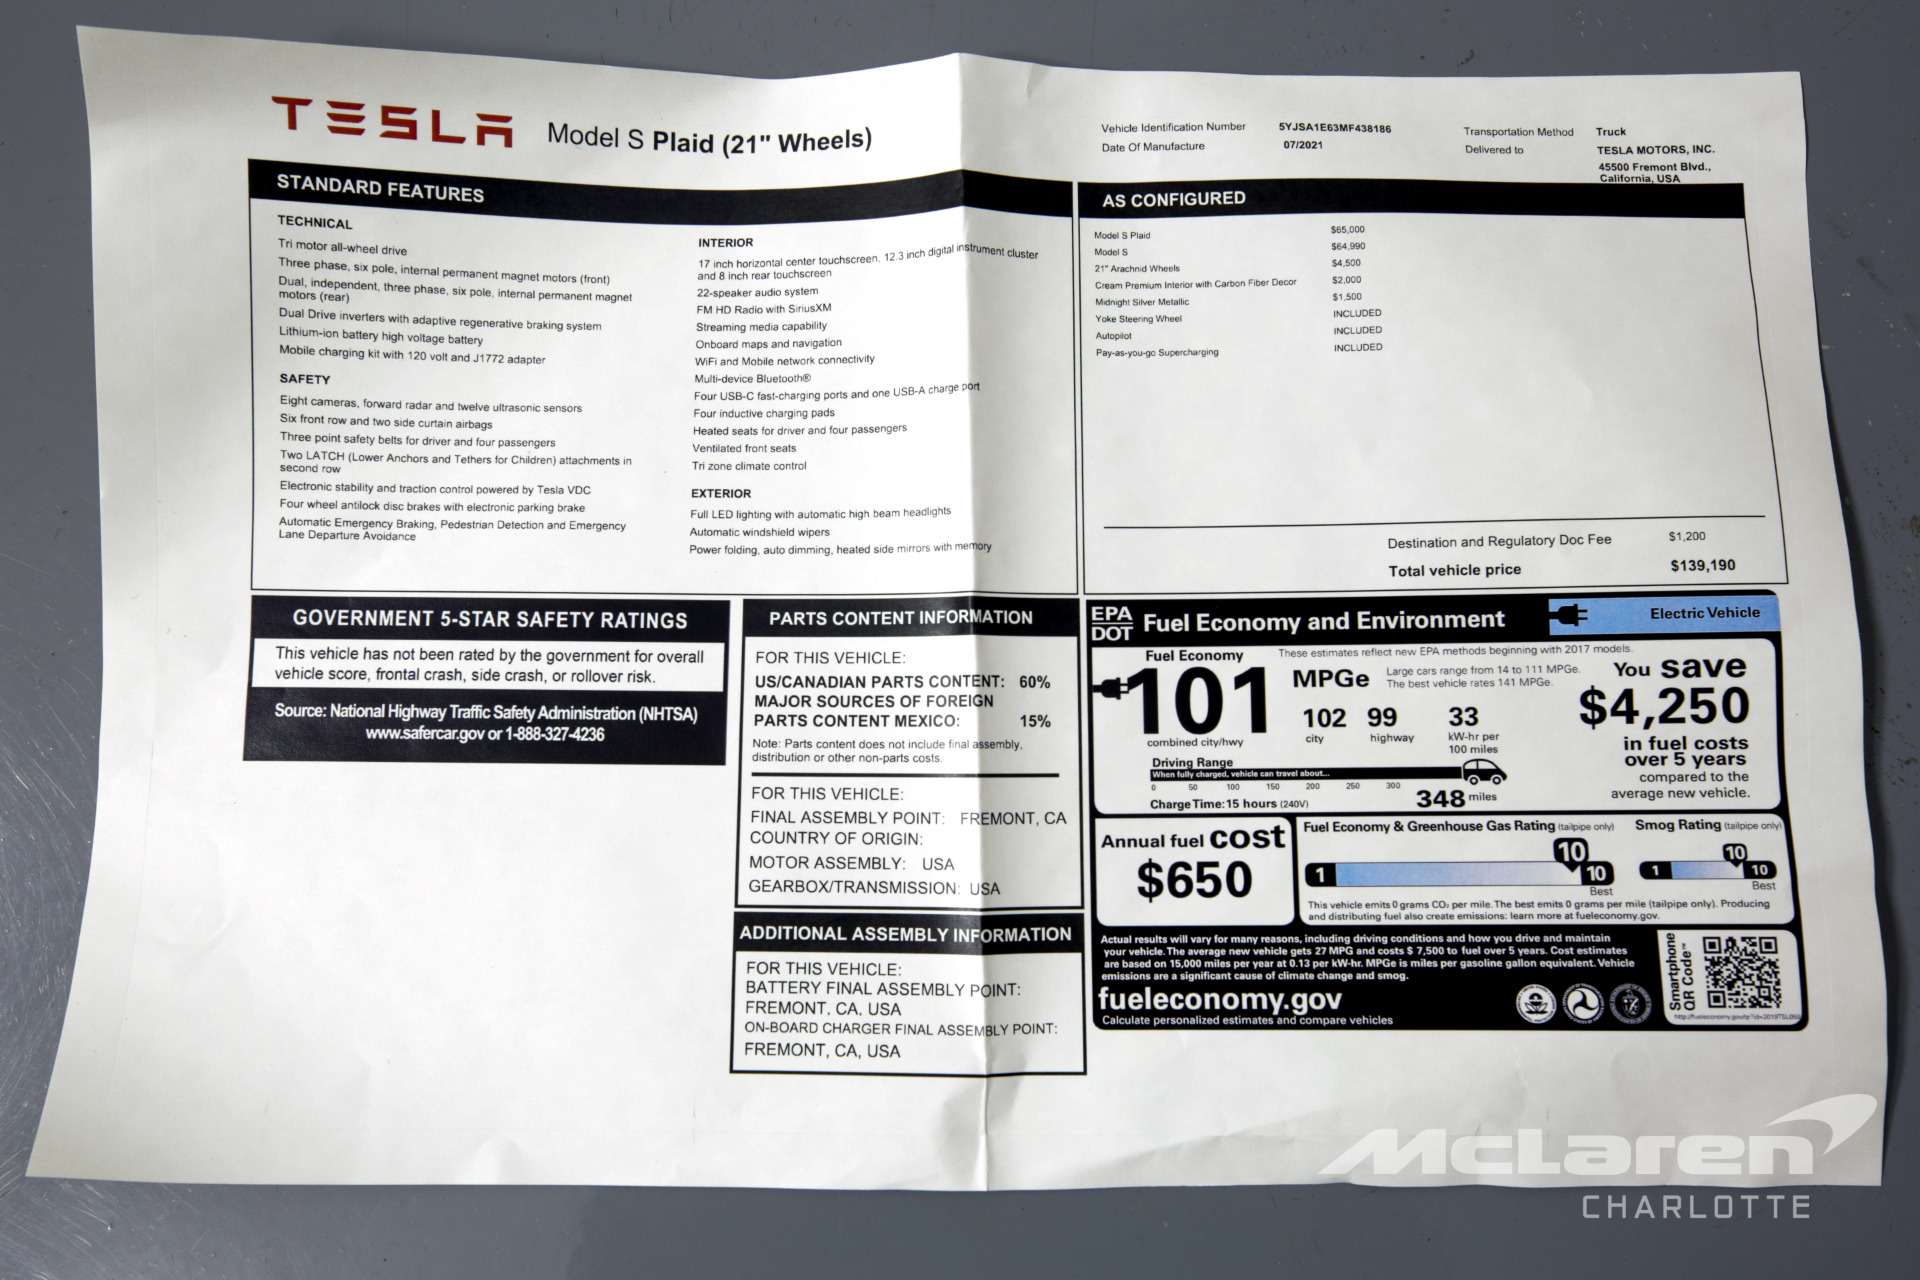 TESLA Model S Plaid (21" Wheels)
Vehicle Identification Number 5YJSA1E63MF438186
Date Of Manufacture 07/2021
Transportation Method Truck
Delivered to TESLA MOTORS, INC.
45500 Fremont Blvd.,
California, USA
STANDARD FEATURES
TECHNICAL
Tri motor all-wheel drive
Three phase, six pole, internal permanent magnet motors (front)
Dual, independent, three phase, six pole, internal permanent magnet
motors (rear)
Dual Drive inverters with adaptive regenerative braking system
Lithium-ion battery high voltage battery
Mobile charging kit with 120 volt and J1772 adapter
SAFETY
Eight cameras, forward radar and twelve ultrasonic sensors
Six front row and two side curtain airbags
Three point safety belts for driver and four passengers
Two LATCH (Lower Anchors and Tethers for Children) attachments in
second row
Electronic stability and traction control powered by Tesla VDC
Four wheel antilock disc brakes with electronic parking brake
Automatic Emergency Braking, Pedestrian Detection and Emergency
Lane Departure Avoidance
INTERIOR
17 inch horizontal center touchscreen, 12.3 inch digital instrument cluster
and 8 inch rear touchscreen
22-speaker audio system
FM HD Radio with SiriusXM
Streaming media capability
Onboard maps and navigation
WiFi and Mobile network connectivity
Multi-device Bluetooth®
Four USB-C fast-charging ports and one USB-A charge port
Four inductive charging pads
Heated seats for driver and four passengers
Ventilated front seats
Tri zone climate control
EXTERIOR
Full LED lighting with automatic high beam headlights
Automatic windshield wipers
Power folding, auto dimming, heated side mirrors with memory
AS CONFIGURED
Model S Plaid $65,000
Model S $64,990
21" Arachnid Wheels $4,500
Cream Premium Interior with Carbon Fiber Decor $2,000
Midnight Silver Metallic $1,500
Yoke Steering Wheel INCLUDED
Autopilot INCLUDED
Pay-as-you-go Supercharging INCLUDED
Destination and Regulatory Doc Fee $1,200
Total vehicle price $139,190
GOVERNMENT 5-STAR SAFETY RATINGS
This vehicle has not been rated by the government for overall
vehicle score, frontal crash, side crash, or rollover risk.
Source: National Highway Traffic Safety Administration (NHTSA)
www.safercar.gov or 1-888-327-4236
PARTS CONTENT INFORMATION
FOR THIS VEHICLE:
US/CANADIAN PARTS CONTENT: 60%
MAJOR SOURCES OF FOREIGN
PARTS CONTENT MEXICO: 15%
Note: Parts content does not include final assembly,
distribution or other non-parts costs.
FOR THIS VEHICLE:
FINAL ASSEMBLY POINT: FREMONT, CA
COUNTRY OF ORIGIN:
MOTOR ASSEMBLY: USA
GEARBOX/TRANSMISSION: USA
ADDITIONAL ASSEMBLY INFORMATION
FOR THIS VEHICLE:
BATTERY FINAL ASSEMBLY POINT:
FREMONT, CA, USA
ON-BOARD CHARGER FINAL ASSEMBLY POINT:
FREMONT, CA, USA
EPA
DOT Fuel Economy and Environment
Electric Vehicle
These estimates reflect new EPA methods beginning with 2017 models.
Fuel Economy
101 MPGe
combined city/hwy
Large cars range from 14 to 111 MPGe.
The best vehicle rates 141 MPGe.
102 99 33
city highway kW-hr per
100 miles
Driving Range
When fully charged, vehicle can travel about...
0 50 100 150 200 250 300 348 miles
Charge Time: 15 hours (240V)
You save
$4,250
in fuel costs
over 5 years
compared to the
average new vehicle.
Annual fuel cost
$650
Fuel Economy & Greenhouse Gas Rating (tailpipe only)
1 10 10
Best
Smog Rating (tailpipe only)
1 10 10
Best
This vehicle emits 0 grams CO₂ per mile. The best emits 0 grams per mile (tailpipe only). Producing
and distributing fuel also create emissions: learn more at fueleconomy.gov.
Actual results will vary for many reasons, including driving conditions and how you drive and maintain
your vehicle. The average new vehicle gets 27 MPG and costs $ 7,500 to fuel over 5 years. Cost estimates
are based on 15,000 miles per year at 0.13 per kW-hr. MPGe is miles per gasoline gallon equivalent. Vehicle
emissions are a significant cause of climate change and smog.
fueleconomy.gov
Calculate personalized estimates and compare vehicles
Smartphone
QR Code™
McLaren
CHARLOTTE